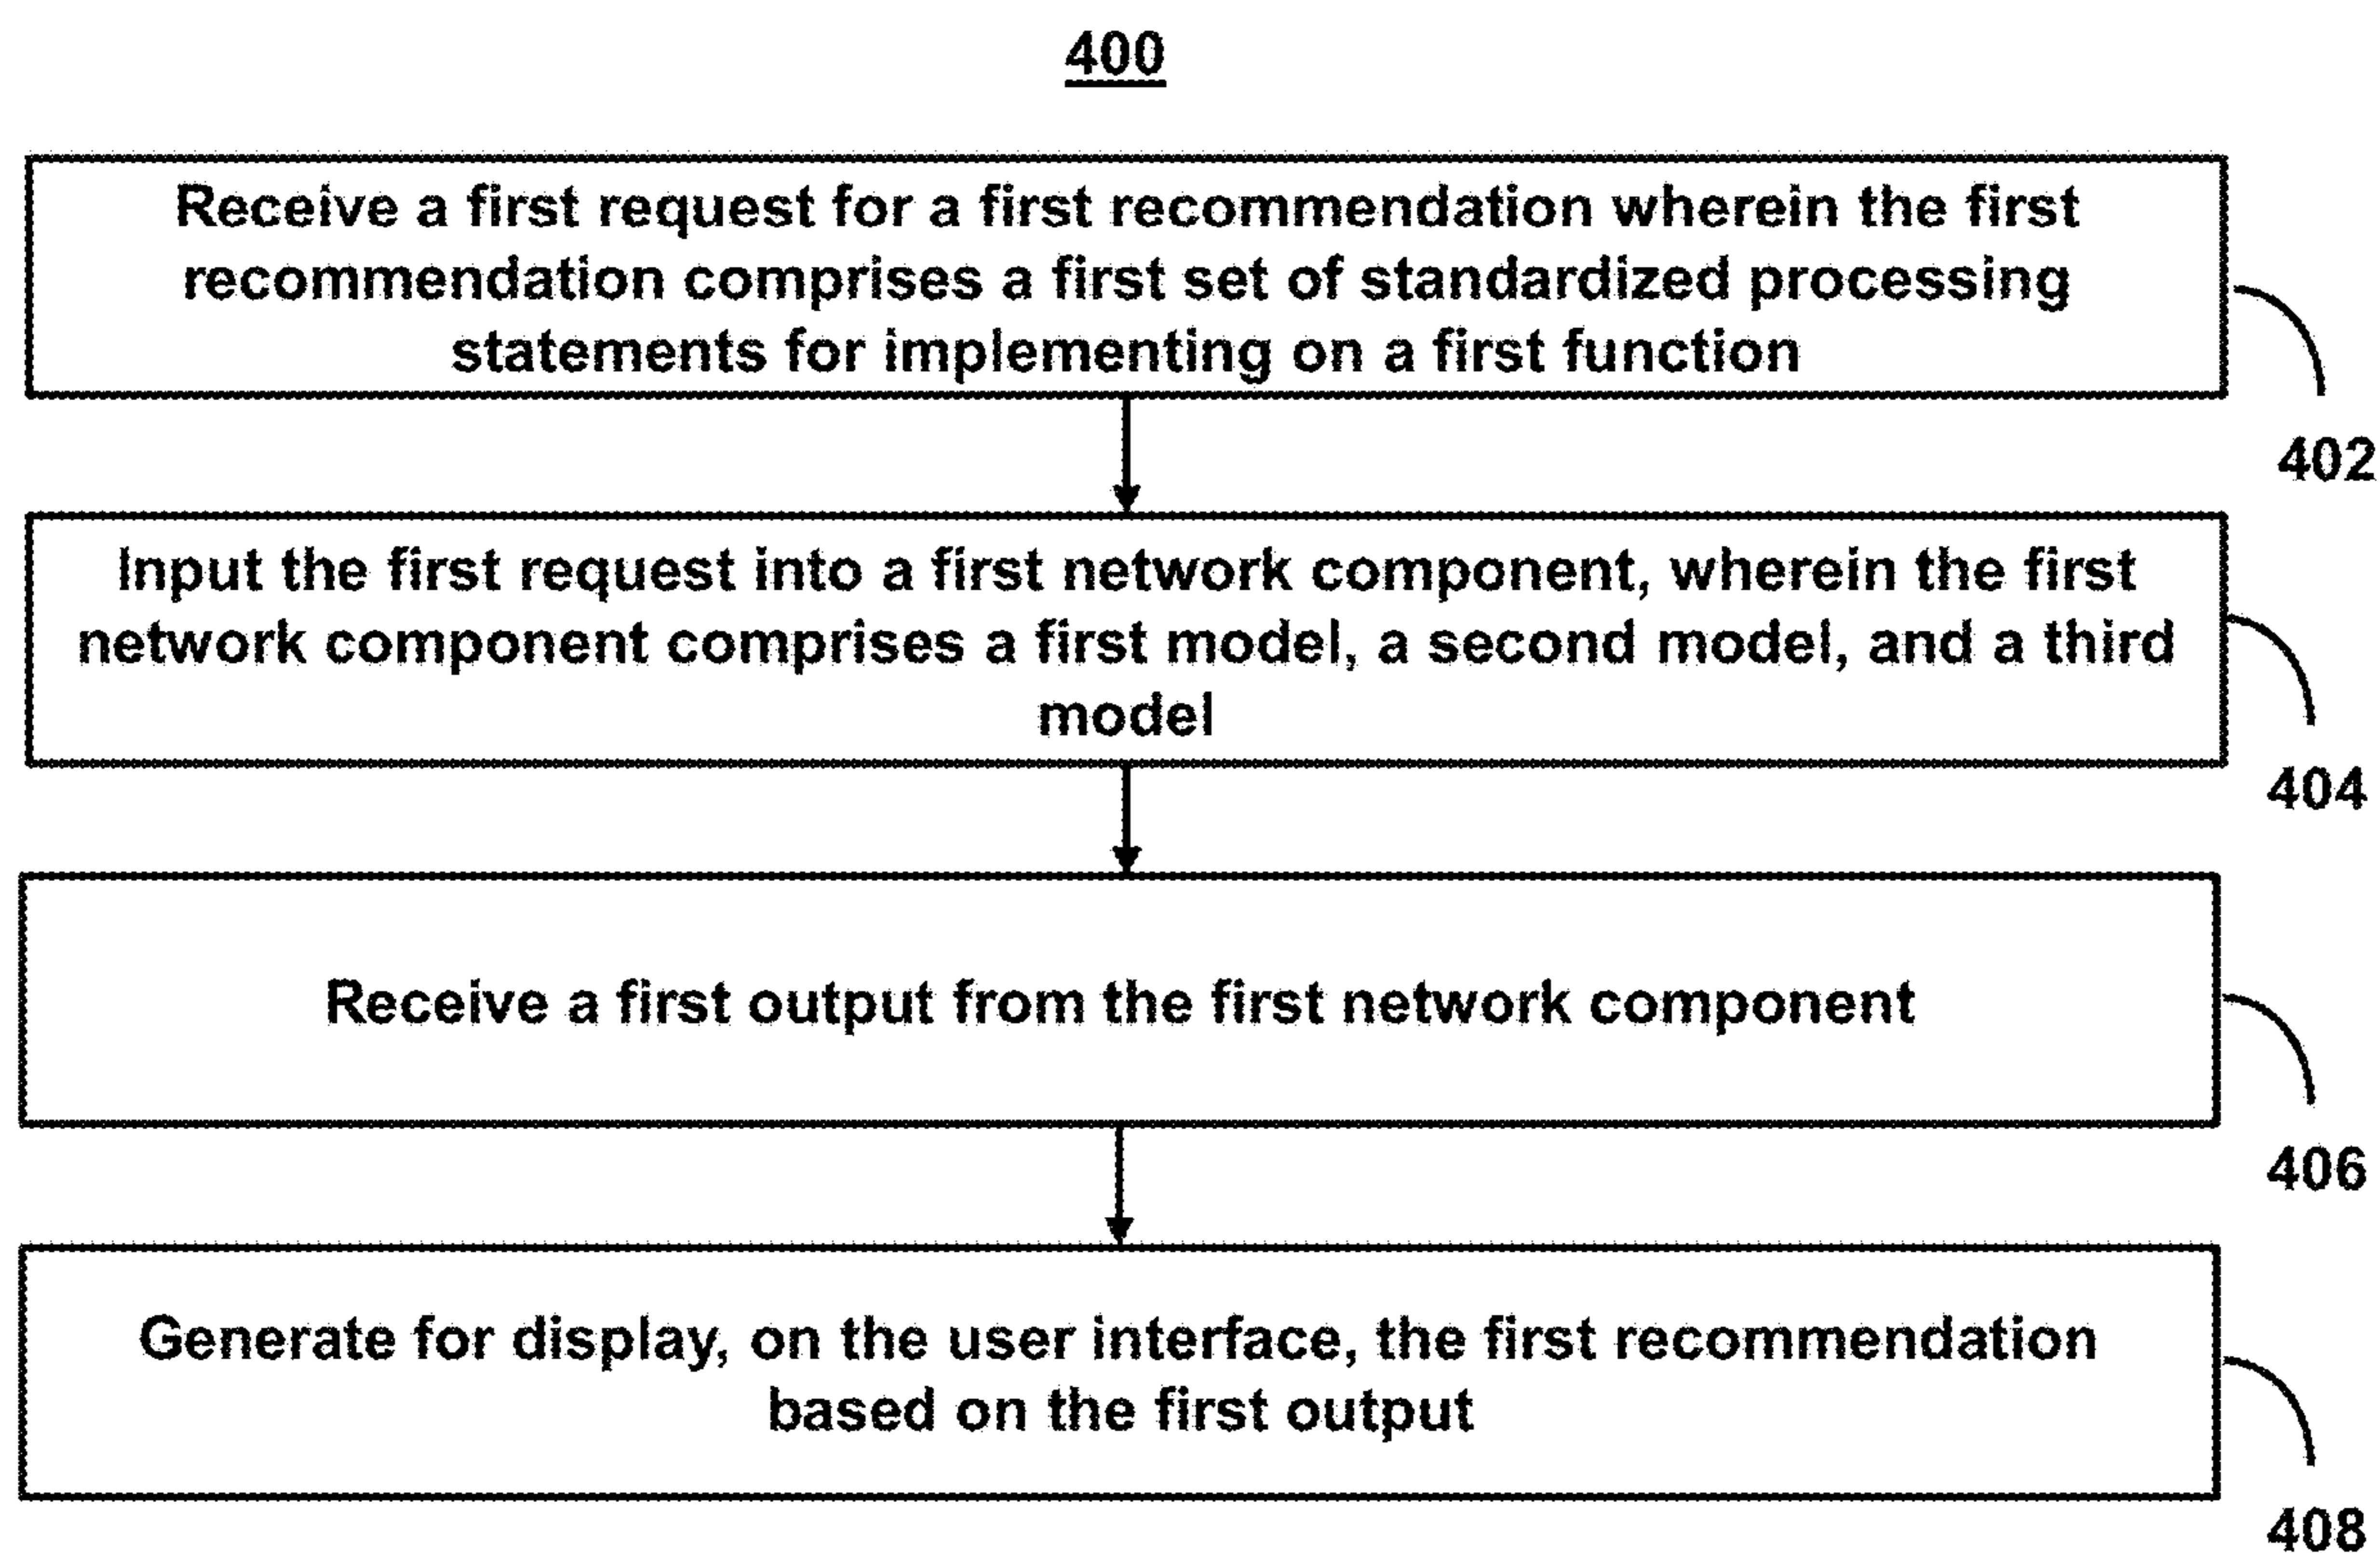 400
Receive a first request for a first recommendation wherein the first
recommendation comprises a first set of standardized processing
statements for implementing on a first function
402
Input the first request into a first network component, wherein the first
network component comprises a first model, a second model, and a third
model
404
Receive a first output from the first network component
406
Generate for display, on the user interface, the first recommendation
based on the first output
408